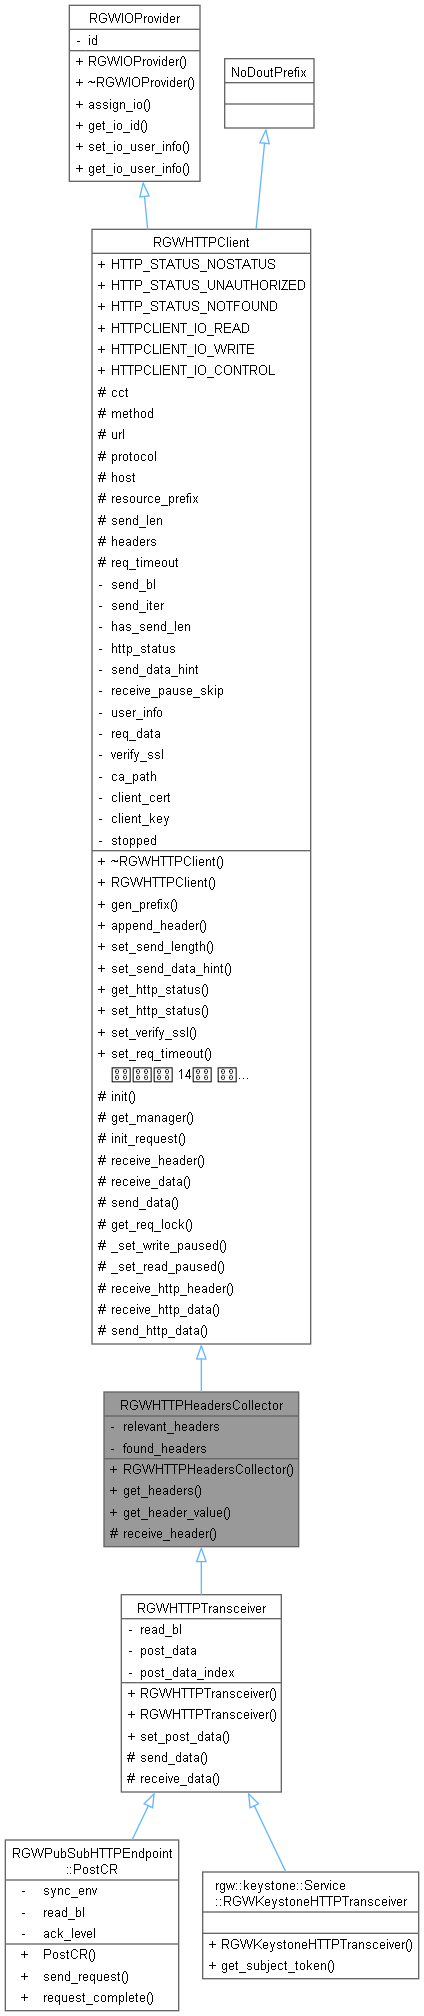 RGWIOProvider
- id
+ RGWIOProvider()
+ ~RGWIOProvider()
+ assign_io()
+ get_io_id()
+ set_io_user_info()
+ get_io_user_info()
NoDoutPrefix
RGWHTTPClient
+ HTTP_STATUS_NOSTATUS
+ HTTP_STATUS_UNAUTHORIZED
+ HTTP_STATUS_NOTFOUND
+ HTTPCLIENT_IO_READ
+ HTTPCLIENT_IO_WRITE
+ HTTPCLIENT_IO_CONTROL
# cct
# method
# url
# protocol
# host
# resource_prefix
# send_len
# headers
# req_timeout
- send_bl
- send_iter
- has_send_len
- http_status
- send_data_hint
- receive_pause_skip
- user_info
- req_data
- verify_ssl
- ca_path
- client_cert
- client_key
- stopped
+ ~RGWHTTPClient()
+ RGWHTTPClient()
+ gen_prefix()
+ append_header()
+ set_send_length()
+ set_send_data_hint()
+ get_http_status()
+ set_http_status()
+ set_verify_ssl()
+ set_req_timeout()
14 ...
# init()
# get_manager()
# init_request()
# receive_header()
# receive_data()
# send_data()
# get_req_lock()
# _set_write_paused()
# _set_read_paused()
# receive_http_header()
# receive_http_data()
# send_http_data()
RGWHTTPHeadersCollector
- relevant_headers
- found_headers
+ RGWHTTPHeadersCollector()
+ get_headers()
+ get_header_value()
# receive_header()
RGWHTTPTransceiver
- read_bl
- post_data
- post_data_index
+ RGWHTTPTransceiver()
+ RGWHTTPTransceiver()
+ set_post_data()
# send_data()
# receive_data()
RGWPubSubHTTPEndpoint
::PostCR
- sync_env
- read_bl
- ack_level
+ PostCR()
+ send_request()
+ request_complete()
rgw::keystone::Service
::RGWKeystoneHTTPTransceiver
+ RGWKeystoneHTTPTransceiver()
+ get_subject_token()